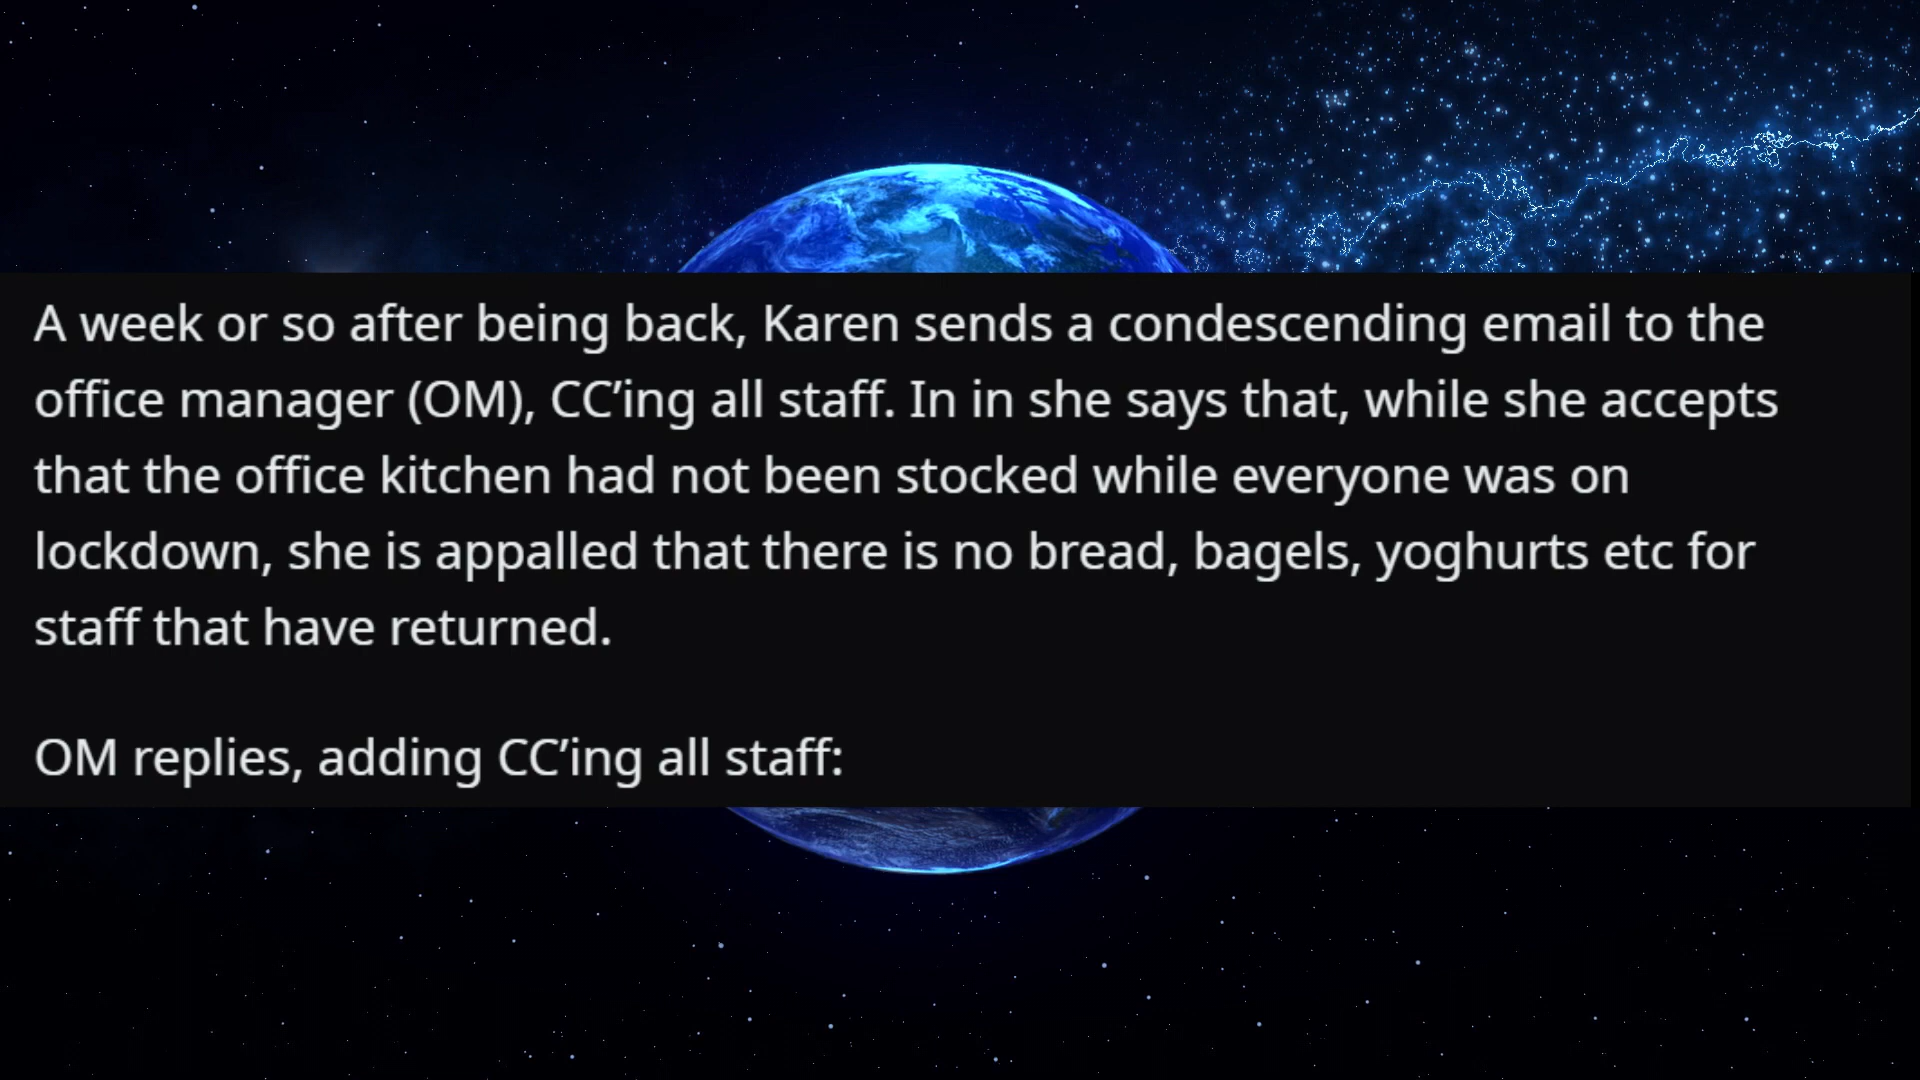 A week or so after being back, Karen sends a condescending email to the
office manager (OM), CC’ing all staff. In in she says that, while she accepts
that the office kitchen had not been stocked while everyone was on
lockdown, she is appalled that there is no bread, bagels, yoghurts etc for
staff that have returned.
OM replies, adding CC’ing all staff: